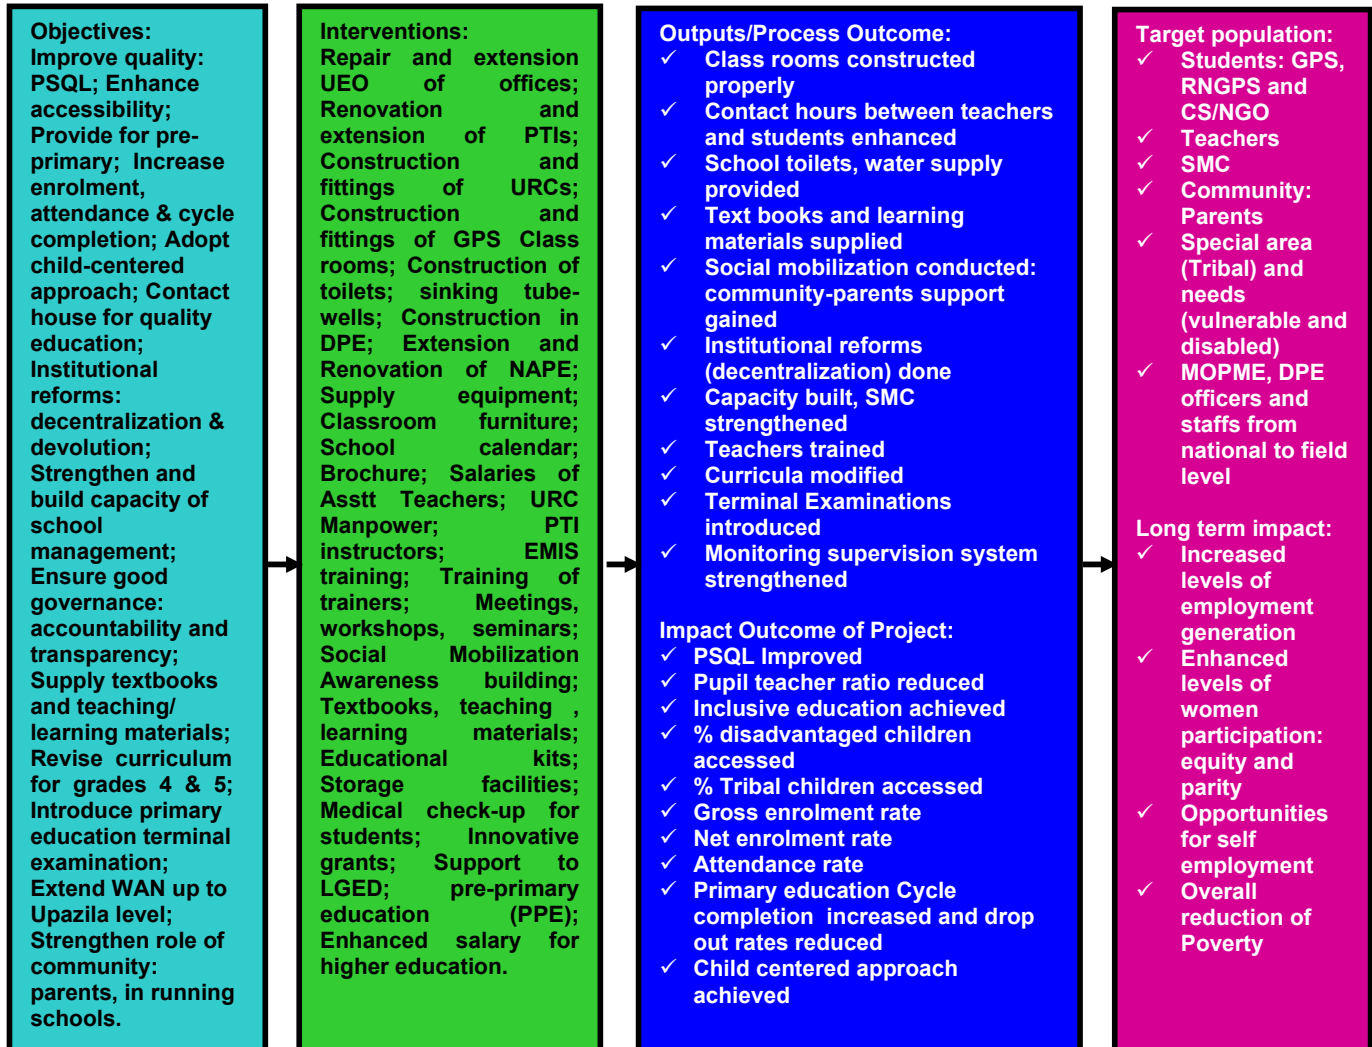 Objectives:
Improve quality:
PSQL; Enhance
accessibility;
Provide for pre-
primary; Increase
enrolment,
attendance & cycle
completion; Adopt
child-centered
approach; Contact
house for quality
education;
Institutional
reforms:
decentralization &
devolution;
Strengthen and
build capacity of
school
management;
Ensure good
governance:
accountability and
transparency;
Supply textbooks
and teaching/
learning materials;
Revise curriculum
for grades 4 & 5;
Introduce primary
education terminal
examination;
Extend WAN up to
Upazila level;
Strengthen role of
community:
parents, in running
schools.
Interventions:
Repair and extension
UEO of offices;
Renovation and
extension of PTIs;
Construction and
fittings of URCs;
Construction and
fittings of GPS Class
rooms; Construction of
toilets; sinking tube-
wells; Construction in
DPE; Extension and
Renovation of NAPE;
Supply equipment;
Classroom furniture;
School calendar;
Brochure; Salaries of
Asstt Teachers; URC
Manpower; PTI
instructors; EMIS
training; Training of
trainers; Meetings,
workshops, seminars;
Social Mobilization
Awareness building;
Textbooks, teaching ,
learning materials;
Educational kits;
Storage facilities;
Medical check-up for
students; Innovative
grants; Support to
LGED; pre-primary
education (PPE);
Enhanced salary for
higher education.
Outputs/Process Outcome:
✓ Class rooms constructed
properly
✓ Contact hours between teachers
and students enhanced
✓ School toilets, water supply
provided
✓ Text books and learning
materials supplied
✓ Social mobilization conducted:
community-parents support
gained
✓ Institutional reforms
(decentralization) done
✓ Capacity built, SMC
strengthened
✓ Teachers trained
✓ Curricula modified
✓ Terminal Examinations
introduced
✓ Monitoring supervision system
strengthened
Impact Outcome of Project:
✓ PSQL Improved
✓ Pupil teacher ratio reduced
✓ Inclusive education achieved
✓ % disadvantaged children
accessed
✓ % Tribal children accessed
✓ Gross enrolment rate
✓ Net enrolment rate
✓ Attendance rate
✓ Primary education Cycle
completion increased and drop
out rates reduced
✓ Child centered approach
achieved
Target population:
✓ Students: GPS,
RNGPS and
CS/NGO
✓ Teachers
✓ SMC
✓ Community:
Parents
✓ Special area
(Tribal) and
needs
(vulnerable and
disabled)
✓ MOPME, DPE
officers and
staffs from
national to field
level
Long term impact:
✓ Increased
levels of
employment
generation
✓ Enhanced
levels of
women
participation:
equity and
parity
✓ Opportunities
for self
employment
✓ Overall
reduction of
Poverty